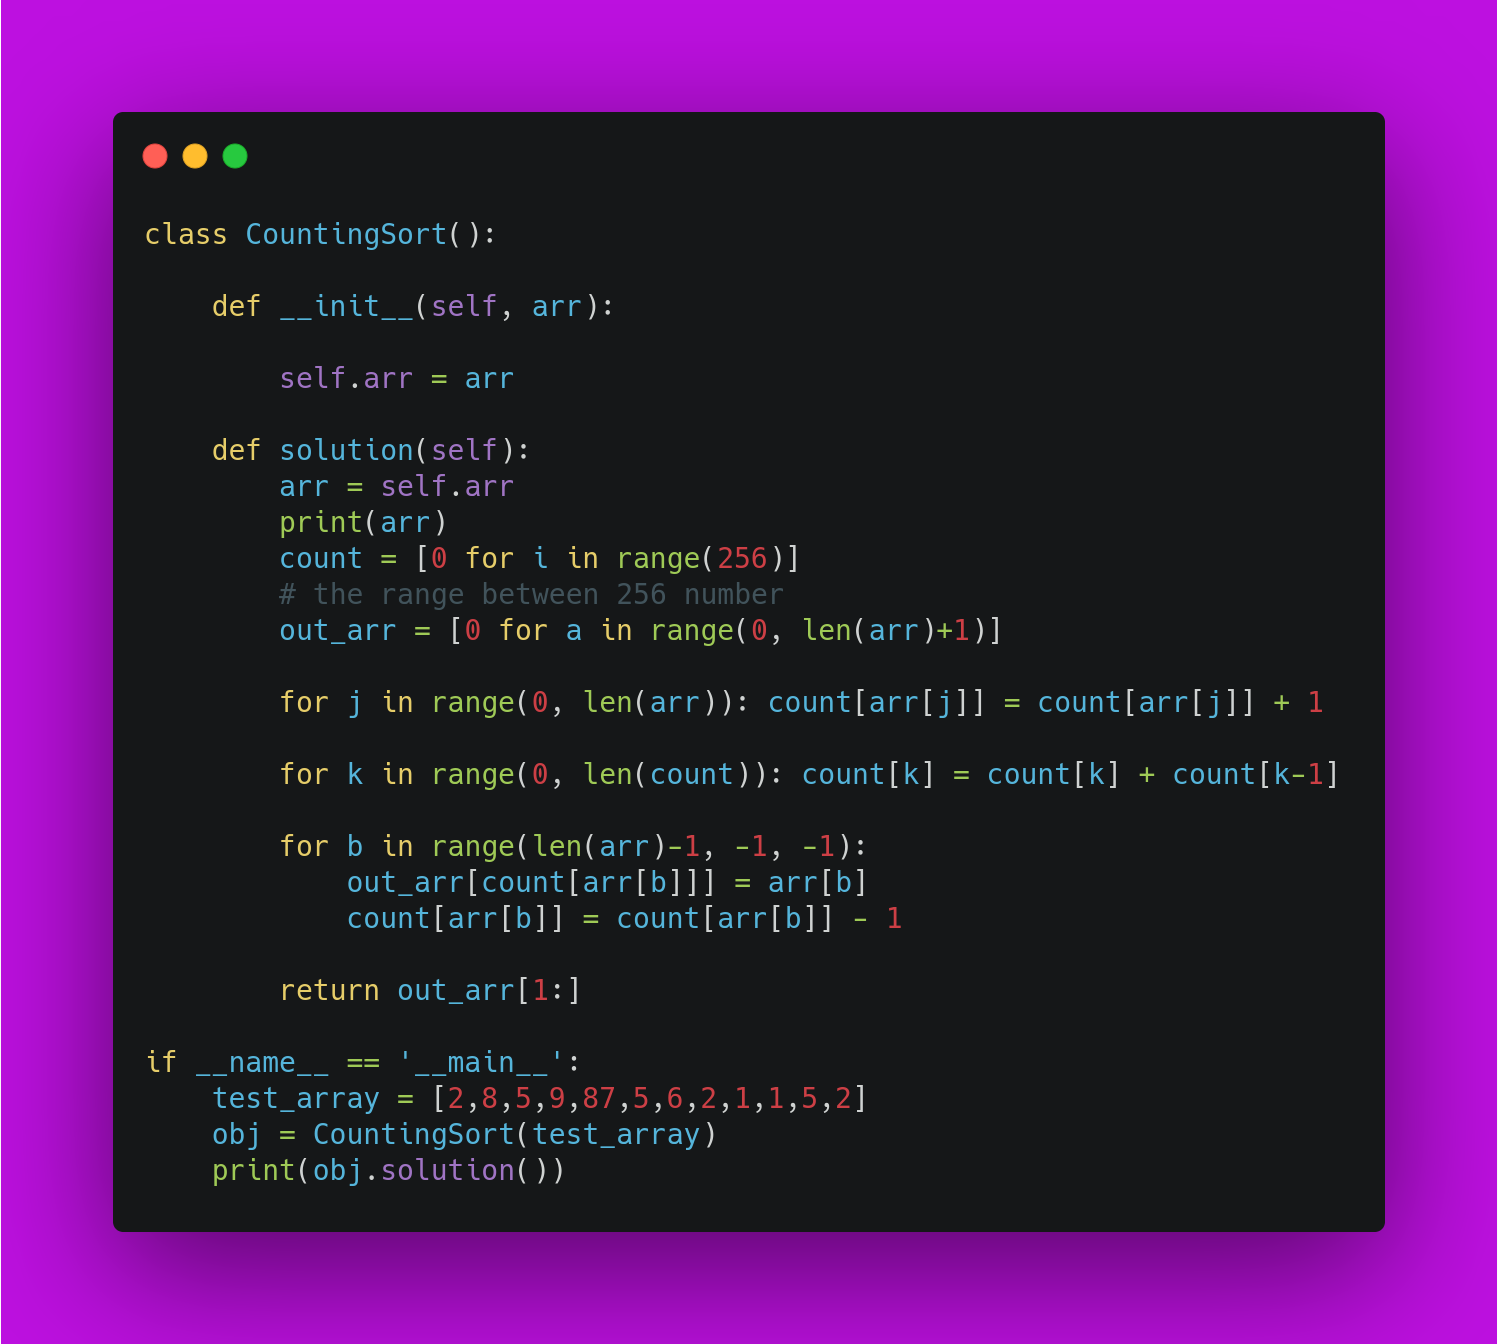 class CountingSort():
    def __init__(self, arr):
        self.arr = arr
    def solution(self):
        arr = self.arr
        print(arr)
        count = [0 for i in range(256)]
        # the range between 256 number
        out_arr = [0 for a in range(0, len(arr)+1)]
        for j in range(0, len(arr)): count[arr[j]] = count[arr[j]] + 1
        for k in range(0, len(count)): count[k] = count[k] + count[k-1]
        for b in range(len(arr)-1, -1, -1):
            out_arr[count[arr[b]]] = arr[b]
            count[arr[b]] = count[arr[b]] - 1
        return out_arr[1:]
if __name__ == '__main__':
    test_array = [2,8,5,9,87,5,6,2,1,1,5,2]
    obj = CountingSort(test_array)
    print(obj.solution())